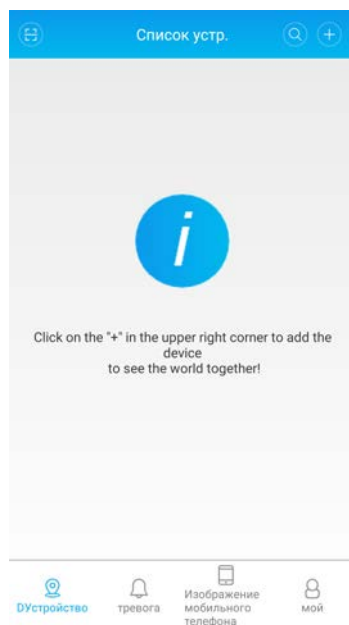 Список устр.
i
Click on the "+" in the upper right corner to add the
device
to see the world together!
DУстройство
тревога
Изображение
мобильного
телефона
мой